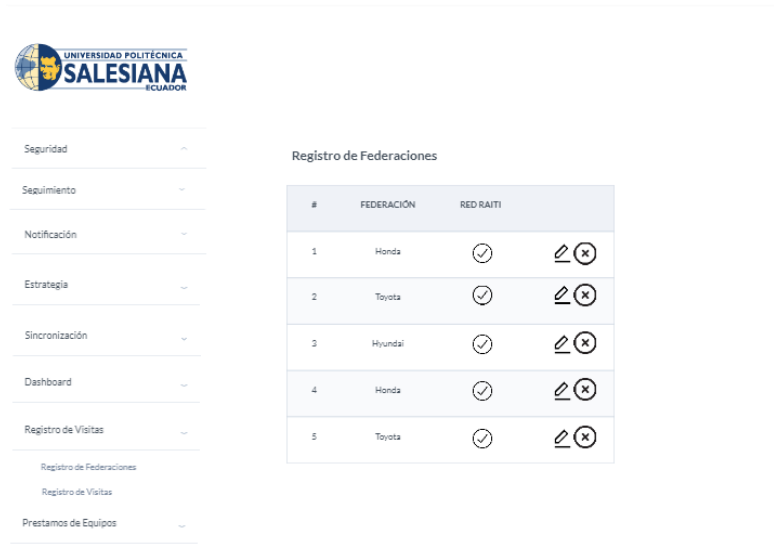 UNIVERSIDAD POLITÉCNICA
SALESIANA
ECUADOR
Seguridad
Seguimiento
Notificación
Estrategia
Sincronización
Dashboard
Registro de Visitas
Registro de Federaciones
Registro de Visitas
Prestamos de Equipos
Registro de Federaciones
# FEDERACIÓN RED RAITI
1 Honda
2 Toyota
3 Hyundai
4 Honda
5 Toyota